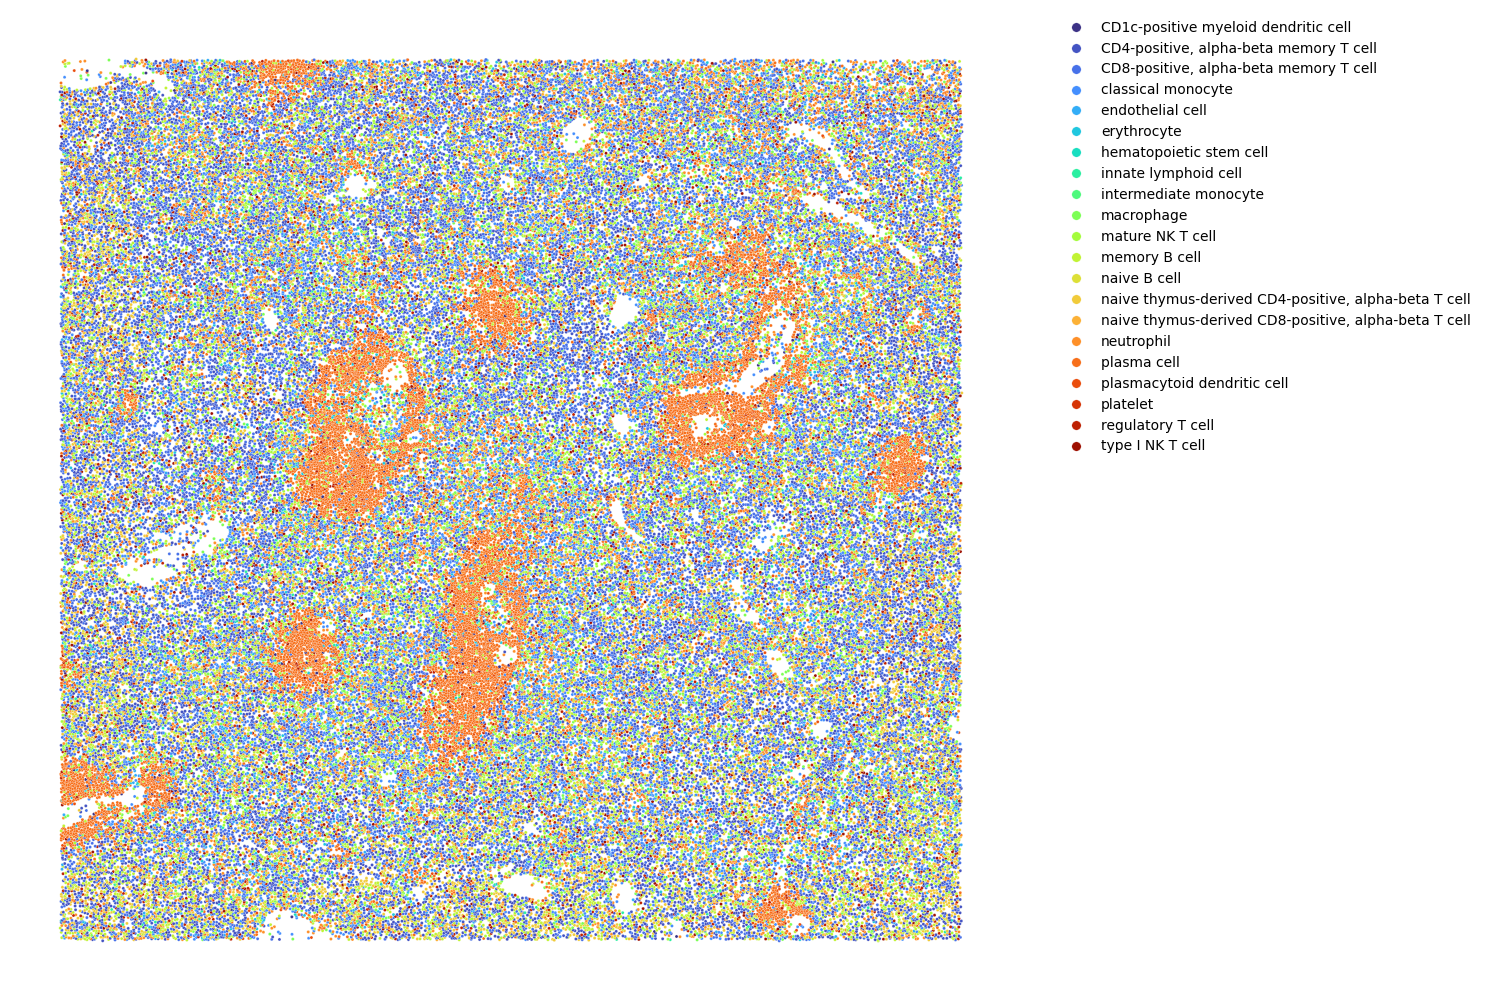 CD1c-positive myeloid dendritic cell
CD4-positive, alpha-beta memory T cell
CD8-positive, alpha-beta memory T cell
classical monocyte
endothelial cell
erythrocyte
hematopoietic stem cell
innate lymphoid cell
intermediate monocyte
macrophage
mature NK T cell
memory B cell
naive B cell
naive thymus-derived CD4-positive, alpha-beta T cell
naive thymus-derived CD8-positive, alpha-beta T cell
neutrophil
plasma cell
plasmacytoid dendritic cell
platelet
regulatory T cell
type I NK T cell